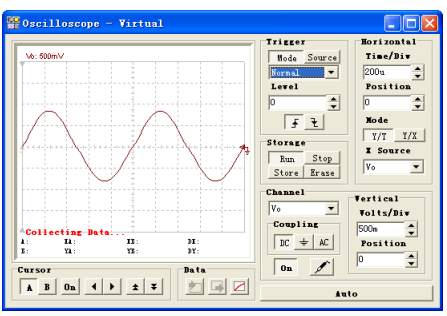 Oscilloscope - Virtual
Vo: 500mV
Collecting Data...
A: XA: XX: DX:
B: YA: YY: DY:
Cursor
A B On
Data
Trigger
Mode Source
Normal
Level
0
Storage
Run Stop
Store Erase
Channel
Vo
Coupling
DC AC
On
Horizontal
Time/Div
200u
Position
0
Mode
Y/T Y/X
X Source
Vo
Vertical
Volts/Div
500m
Position
0
Auto